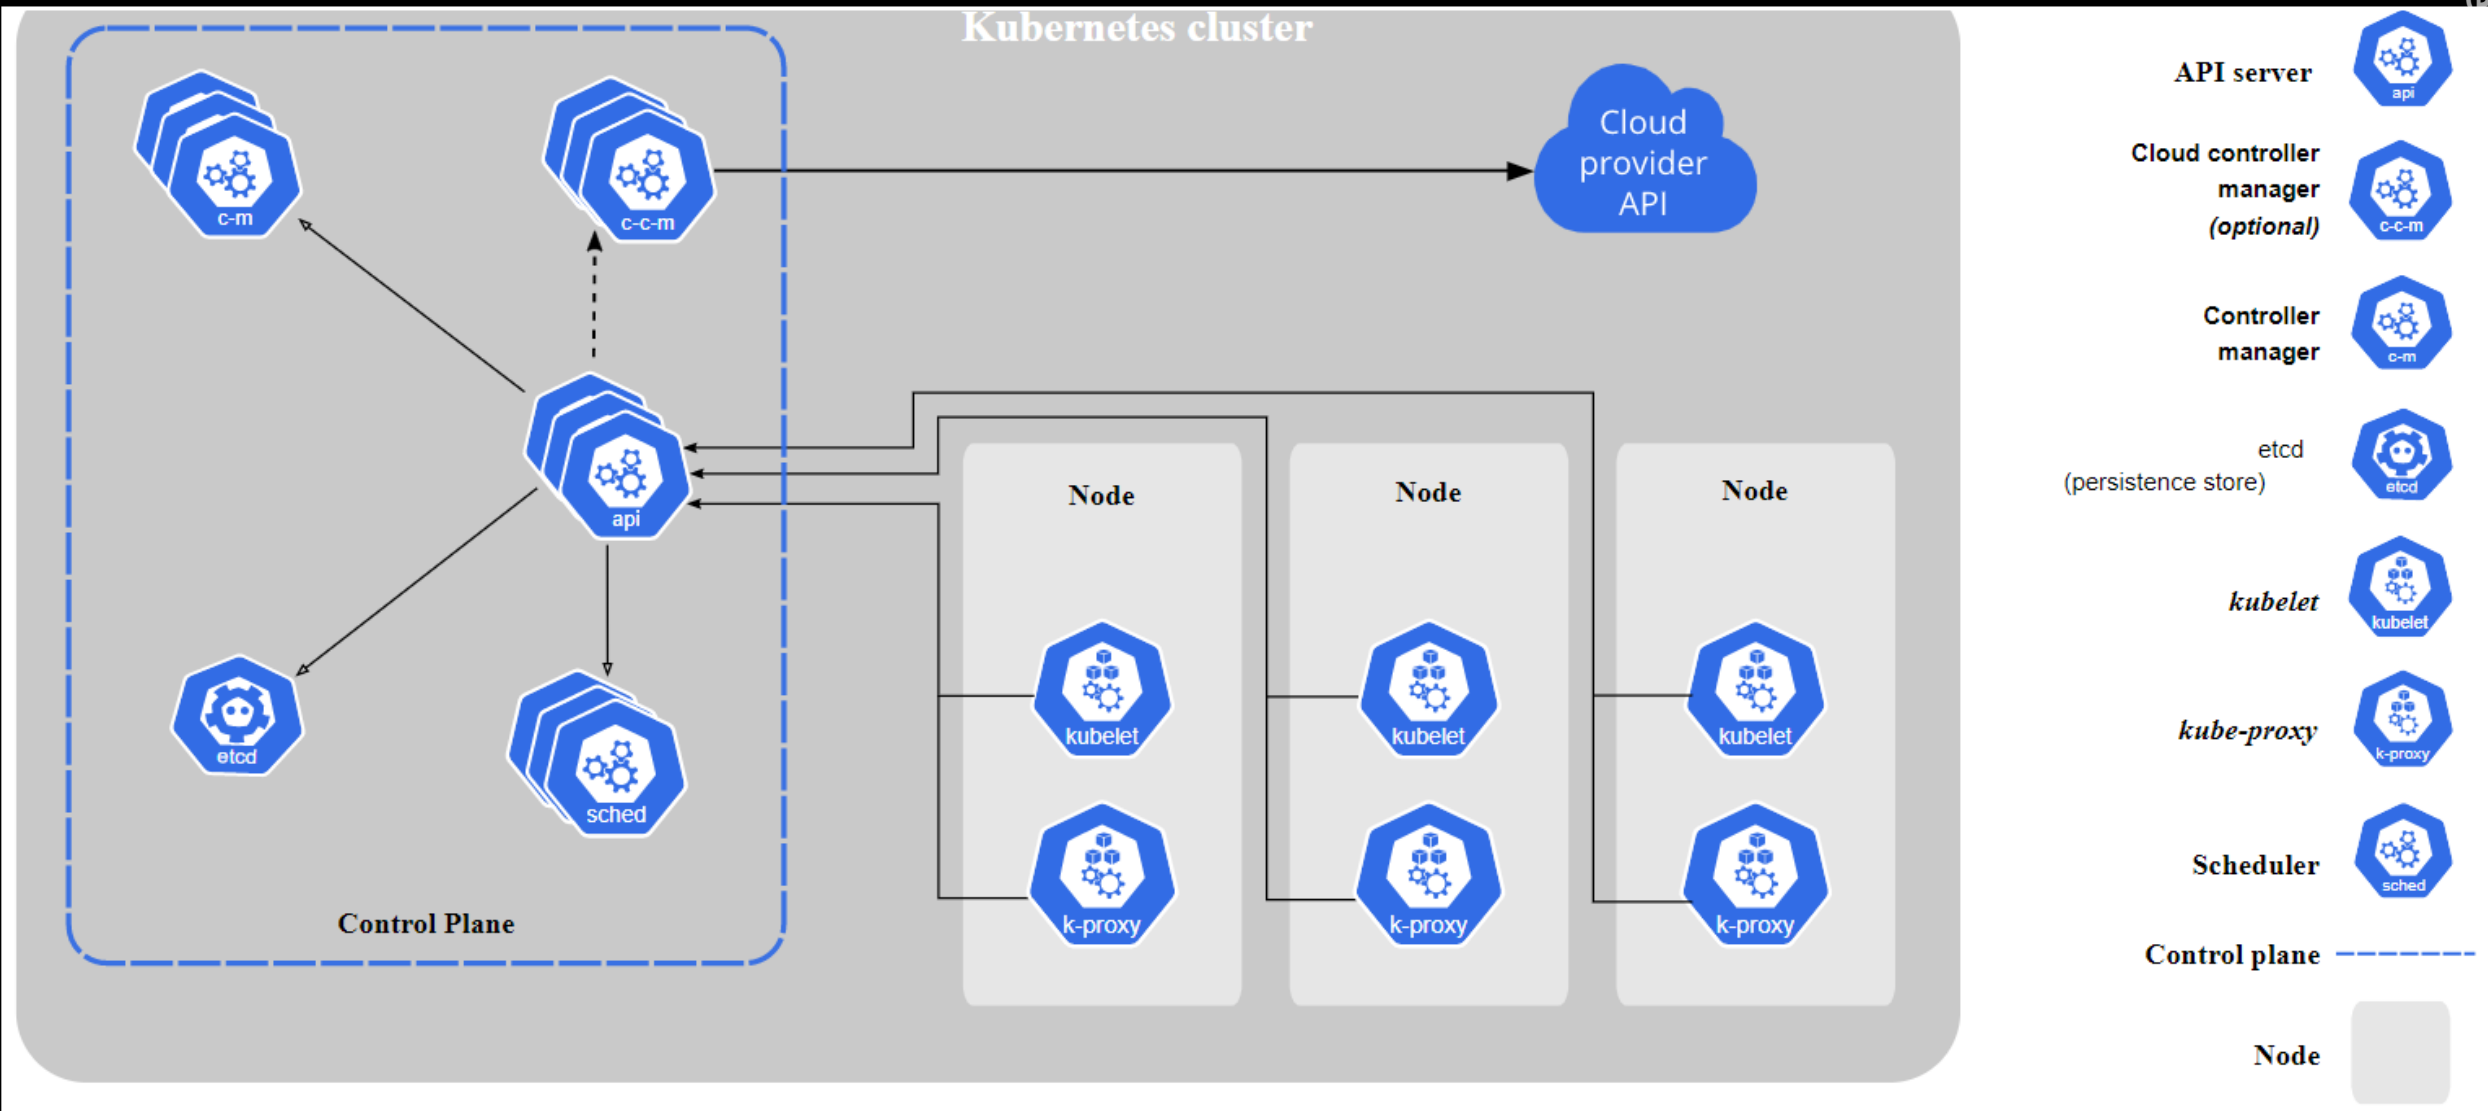 Kubernetes cluster
c-m
c-c-m
Cloud
provider
API
api
etcd
sched
Control Plane
Node
kubelet
k-proxy
Node
kubelet
k-proxy
Node
kubelet
k-proxy
API server
api
Cloud controller
manager
(optional)
c-c-m
Controller
manager
c-m
etcd
(persistence store)
etcd
kubelet
kubelet
kube-proxy
k-proxy
Scheduler
sched
Control plane
Node